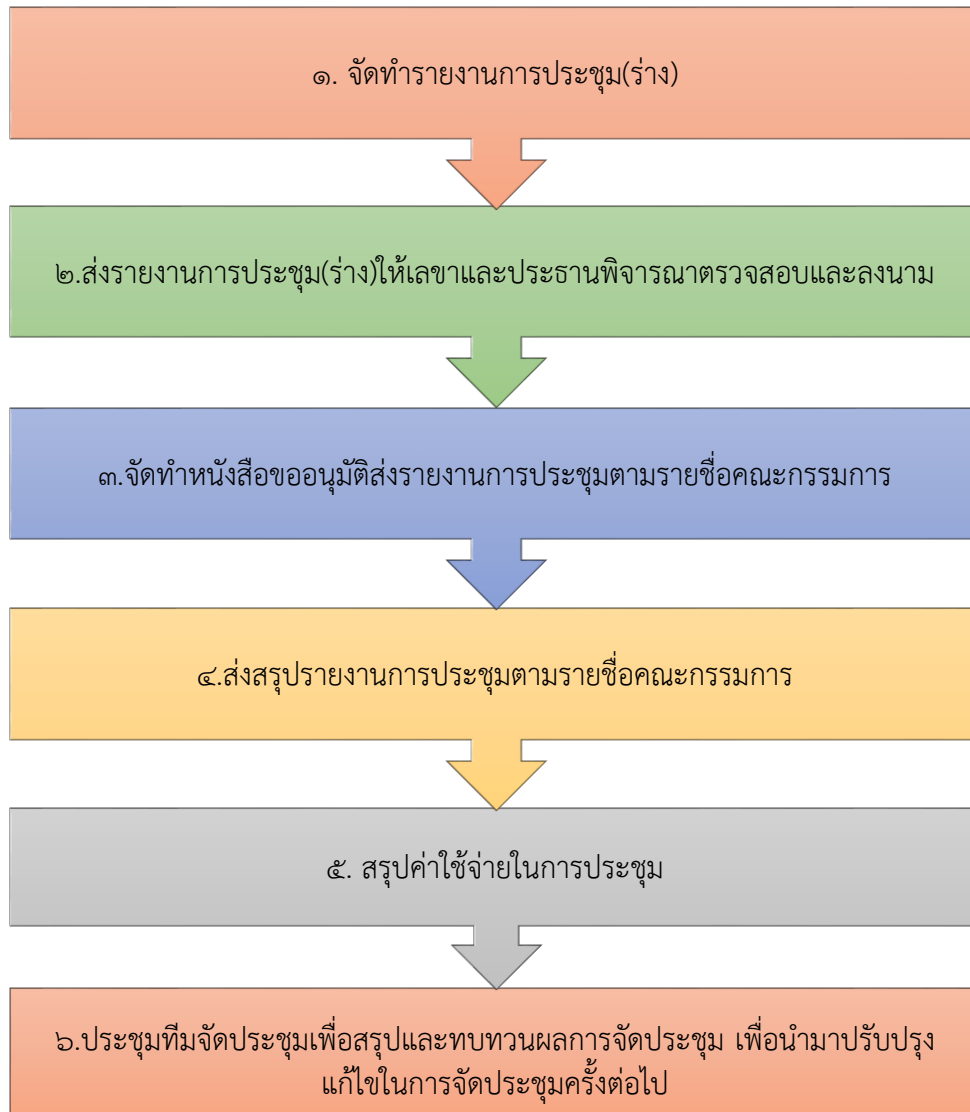 ๑. จัดทำรายงานการประชุม(ร่าง)
๒.ส่งรายงานการประชุม(ร่าง)ให้เลขาและประธานพิจารณาตรวจสอบและลงนาม
๓.จัดทำหนังสือขออนุมัติส่งรายงานการประชุมตามรายชื่อคณะกรรมการ
๔.ส่งสรุปรายงานการประชุมตามรายชื่อคณะกรรมการ
๕. สรุปค่าใช้จ่ายในการประชุม
๖.ประชุมทีมจัดประชุมเพื่อสรุปและทบทวนผลการจัดประชุม เพื่อนำมาปรับปรุง
แก้ไขในการจัดประชุมครั้งต่อไป